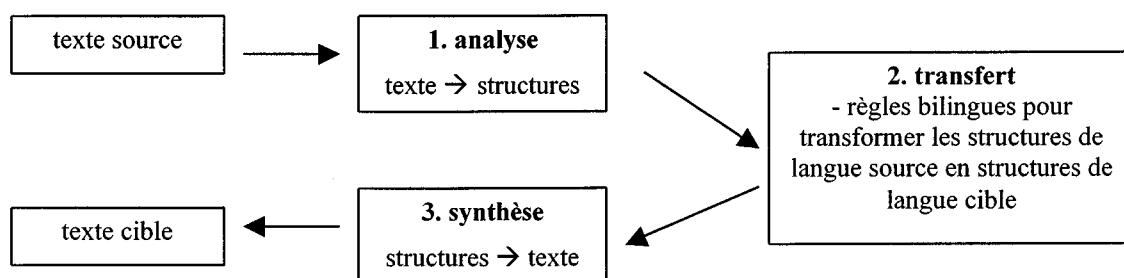 texte source
1. analyse
texte → structures
2. transfert
- règles bilingues pour
transformer les structures de
langue source en structures de
langue cible
3. synthèse
structures → texte
texte cible